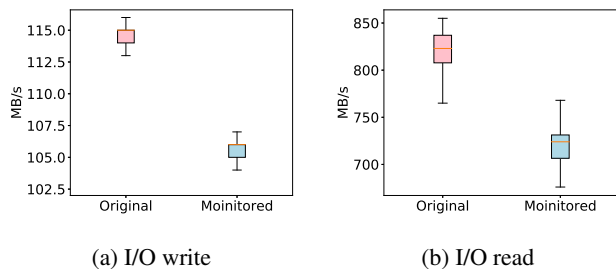 115.0
112.5
110.0
107.5
105.0
102.5
MB/s
Original
Moinitored
(a) I/O write
850
800
750
700
MB/s
Original
Moinitored
(b) I/O read